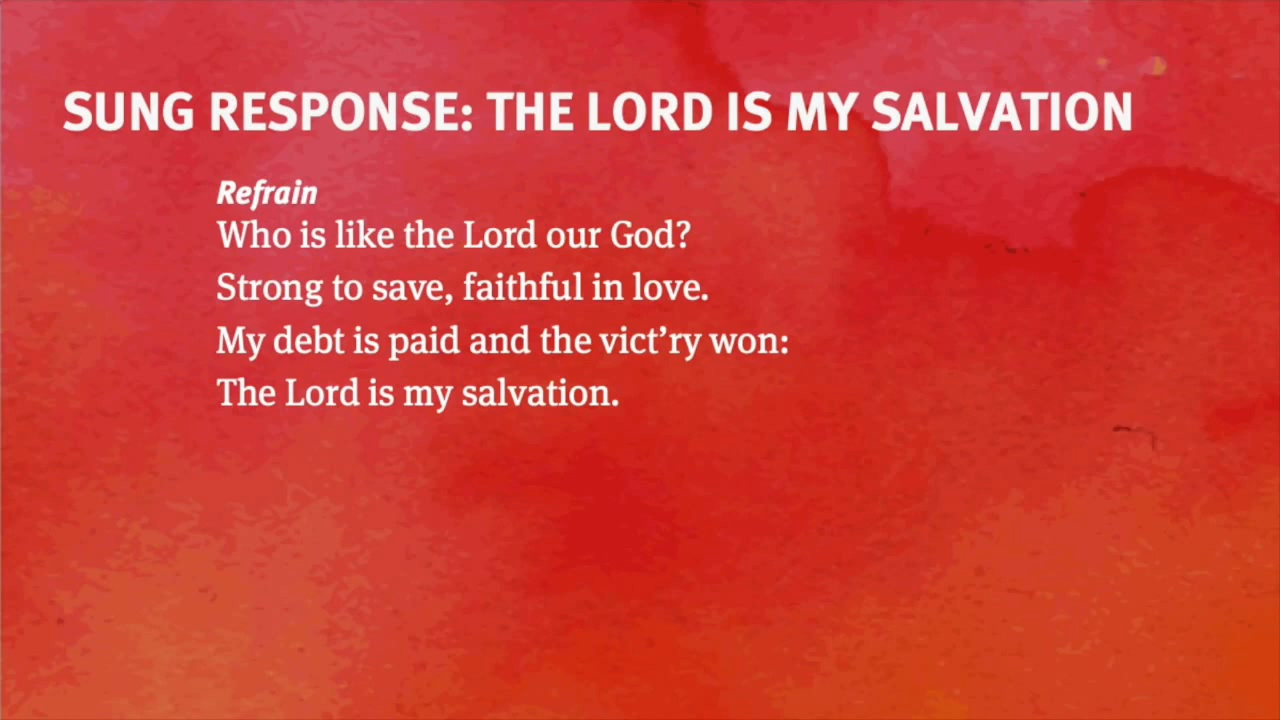 SUNG RESPONSE: THE LORD IS MY SALVATION
Refrain
Who is like the Lord our God?
Strong to save, faithful in love.
My debt is paid and the vict’ry won:
The Lord is my salvation.